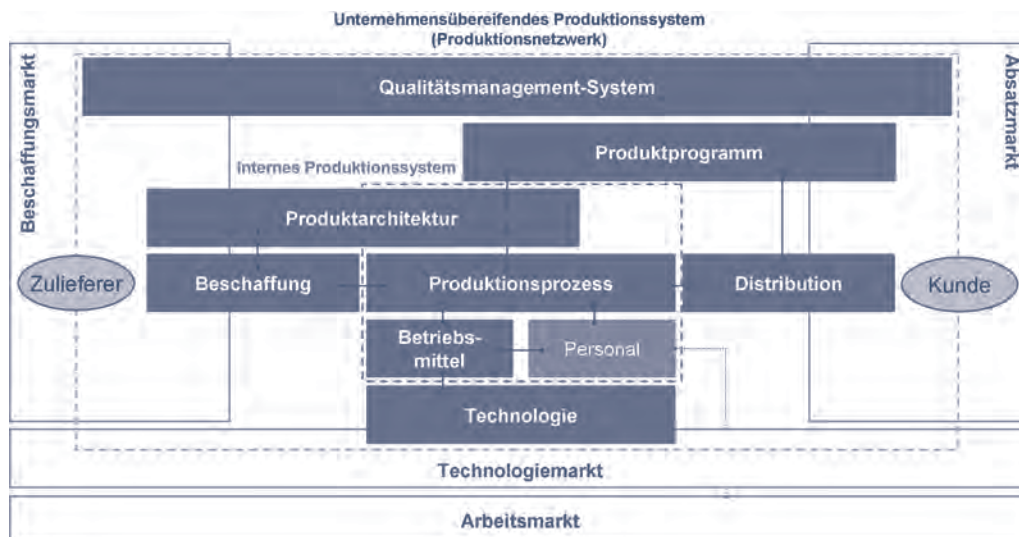 Unternehmensübereifendes Produktionssystem
(Produktionsnetzwerk)
Beschaffungsmarkt
Absatzmarkt
Qualitätsmanagement-System
Produktprogramm
Internes Produktionssystem
Produktarchitektur
Zulieferer
Beschaffung
Produktionsprozess
Distribution
Kunde
Betriebs-
mittel
Personal
Technologie
Technologiemarkt
Arbeitsmarkt